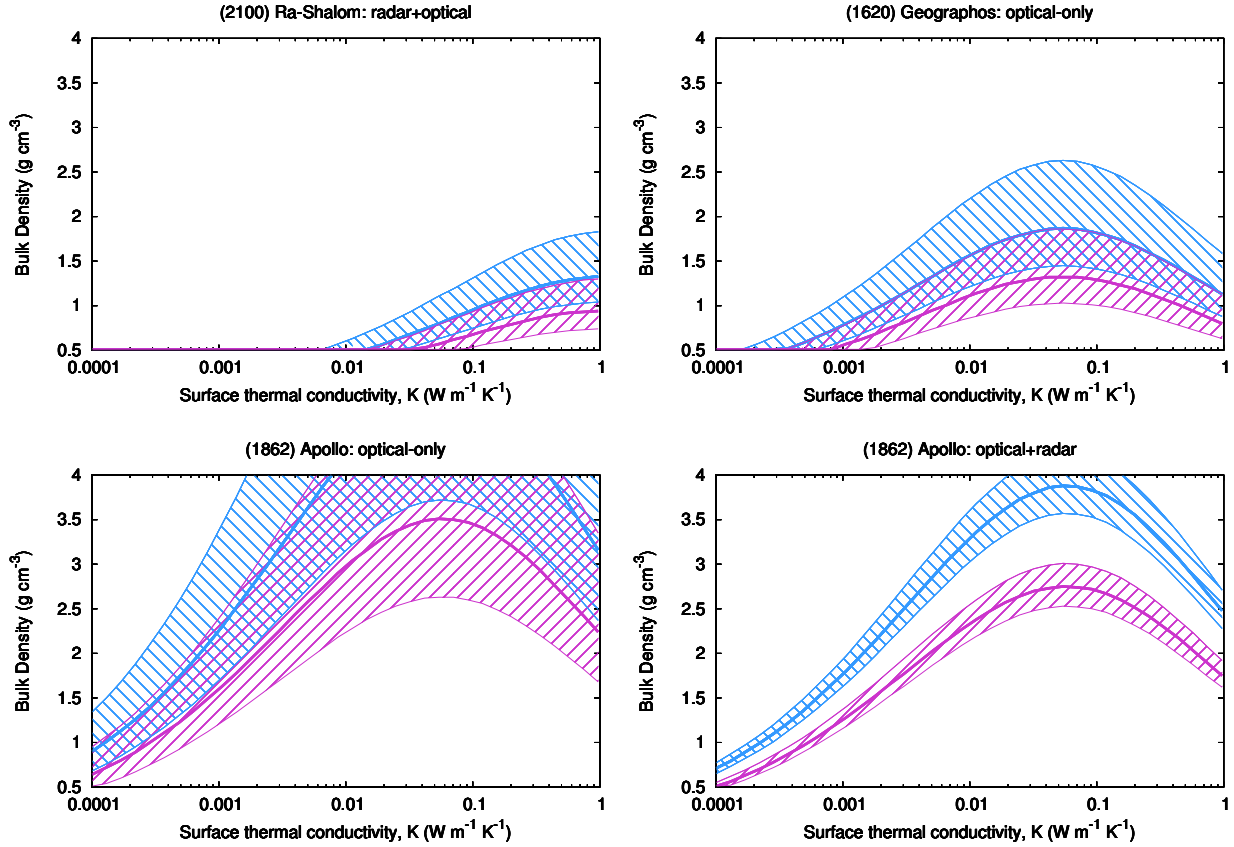 (2100) Ra-Shalom: radar+optical
4
3.5
3
2.5
2
1.5
1
0.5
Bulk Density (g cm-3)
0.0001 0.001 0.01 0.1 1
Surface thermal conductivity, K (W m-1 K-1)
(1620) Geographos: optical-only
4
3.5
3
2.5
2
1.5
1
0.5
Bulk Density (g cm-3)
0.0001 0.001 0.01 0.1 1
Surface thermal conductivity, K (W m-1 K-1)
(1862) Apollo: optical-only
4
3.5
3
2.5
2
1.5
1
0.5
Bulk Density (g cm-3)
0.0001 0.001 0.01 0.1 1
Surface thermal conductivity, K (W m-1 K-1)
(1862) Apollo: optical+radar
4
3.5
3
2.5
2
1.5
1
0.5
Bulk Density (g cm-3)
0.0001 0.001 0.01 0.1 1
Surface thermal conductivity, K (W m-1 K-1)